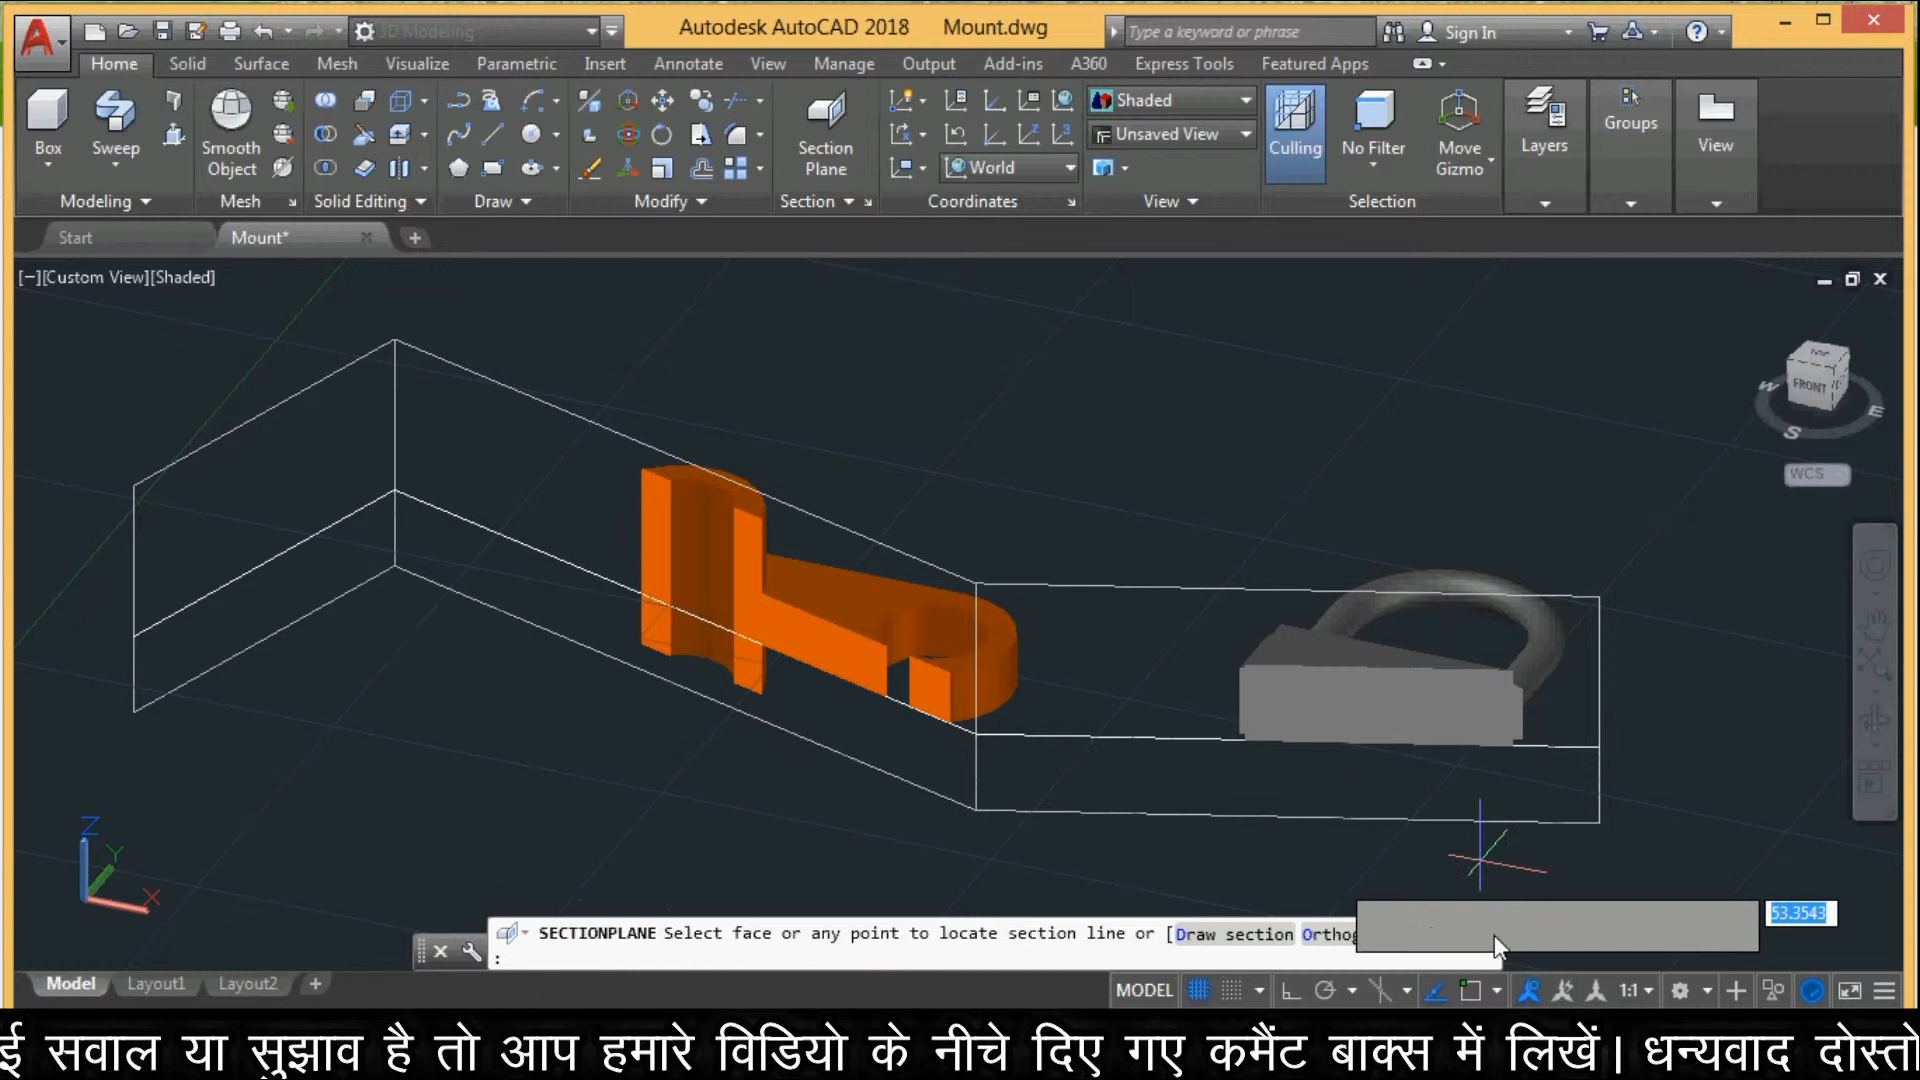 3D Modeling
Autodesk AutoCAD 2018 Mount.dwg
Type a keyword or phrase
Sign In
Home Solid Surface Mesh Visualize Parametric Insert Annotate View Manage Output Add-ins A360 Express Tools Featured Apps
Box
Sweep
Smooth Object
Section Plane
World
Shaded
Unsaved View
Culling
No Filter
Move Gizmo
Layers
Groups
View
Modeling Mesh Solid Editing Draw Modify Section Coordinates View Selection
Start Mount*
[−][Custom View][Shaded]
TOP
FRONT
W
E
S
WCS
Z
Y
X
53.3543
SECTIONPLANE Select face or any point to locate section line or [Draw section Orthog
:
Model Layout1 Layout2
MODEL 1:1
ई सवाल या सुझाव है तो आप हमारे विडियो के नीचे दिए गए कमैंट बाक्स में लिखें। धन्यवाद दोस्तो